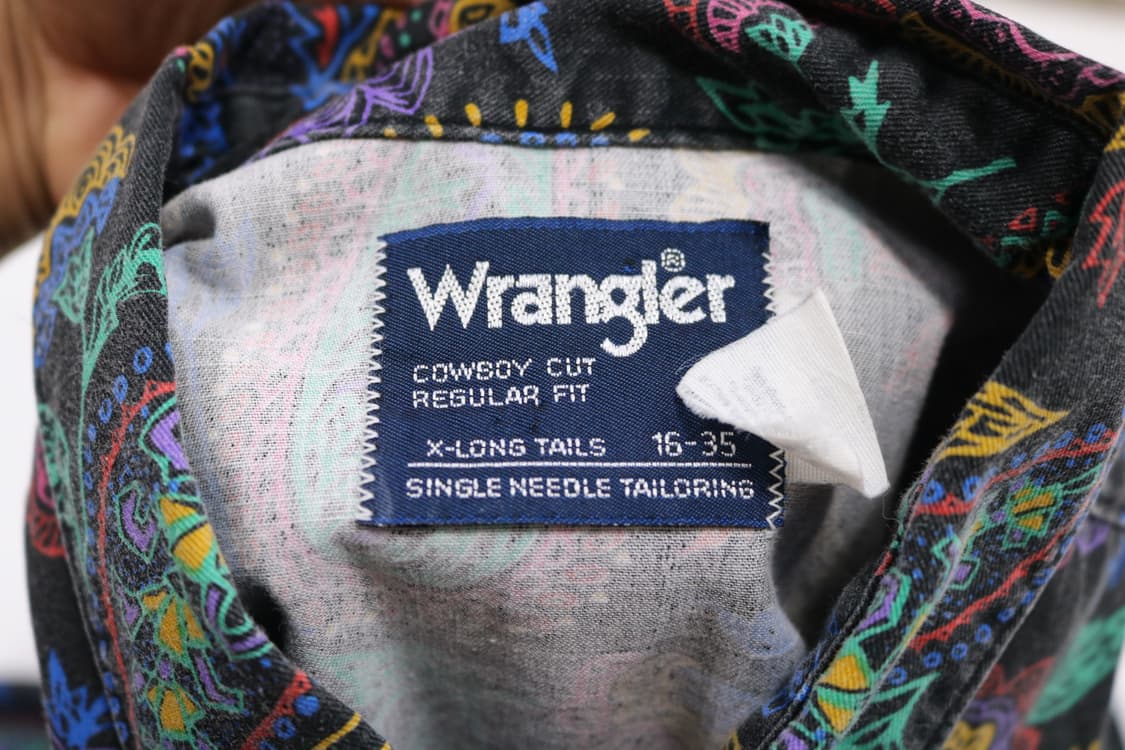 Wrangler®
COWBOY CUT
REGULAR FIT
X-LONG TAILS 16-35
SINGLE NEEDLE TAILORING